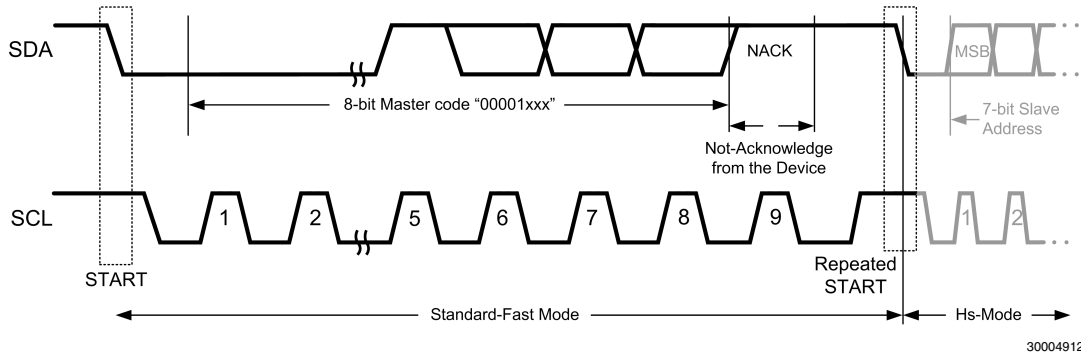 SDA
NACK
MSB
8-bit Master code “00001xxx”
7-bit Slave
Address
Not-Acknowledge
from the Device
SCL
1
2
5
6
7
8
9
1
2
START
Repeated
START
Standard-Fast Mode
Hs-Mode
30004912